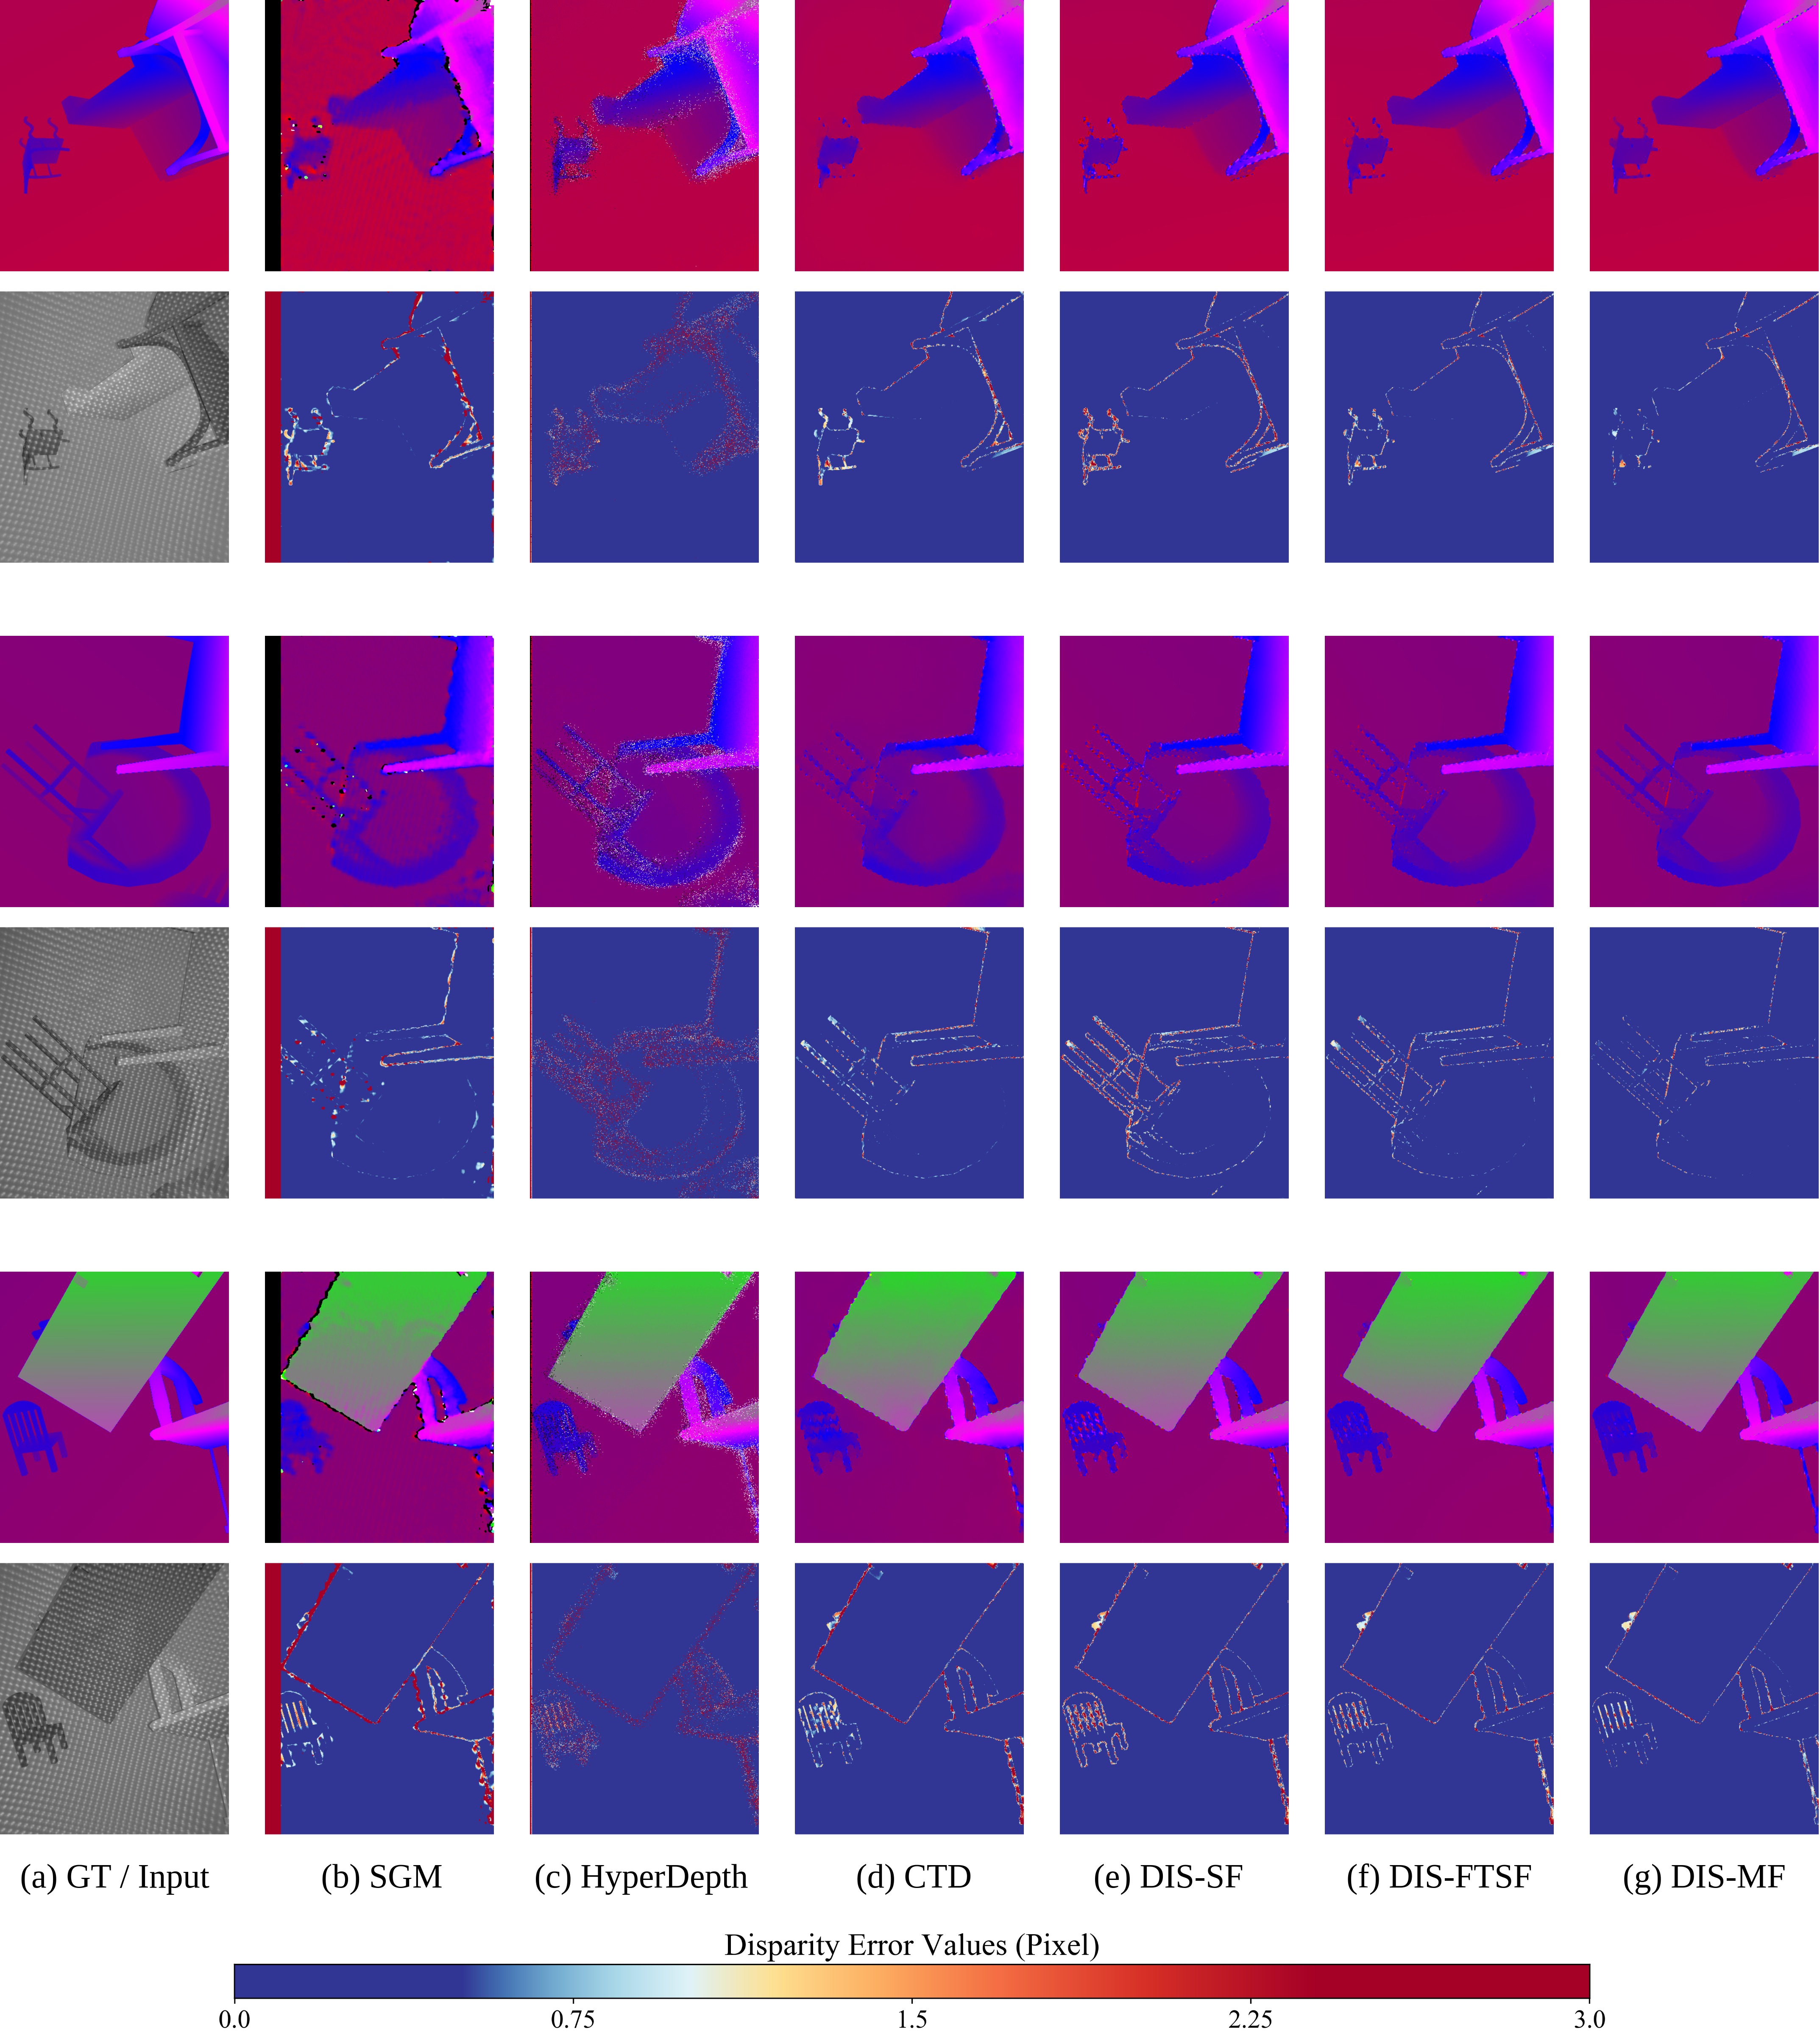 (a) GT / Input (b) SGM (c) HyperDepth (d) CTD (e) DIS-SF (f) DIS-FTSF (g) DIS-MF
Disparity Error Values (Pixel)
0.0 0.75 1.5 2.25 3.0